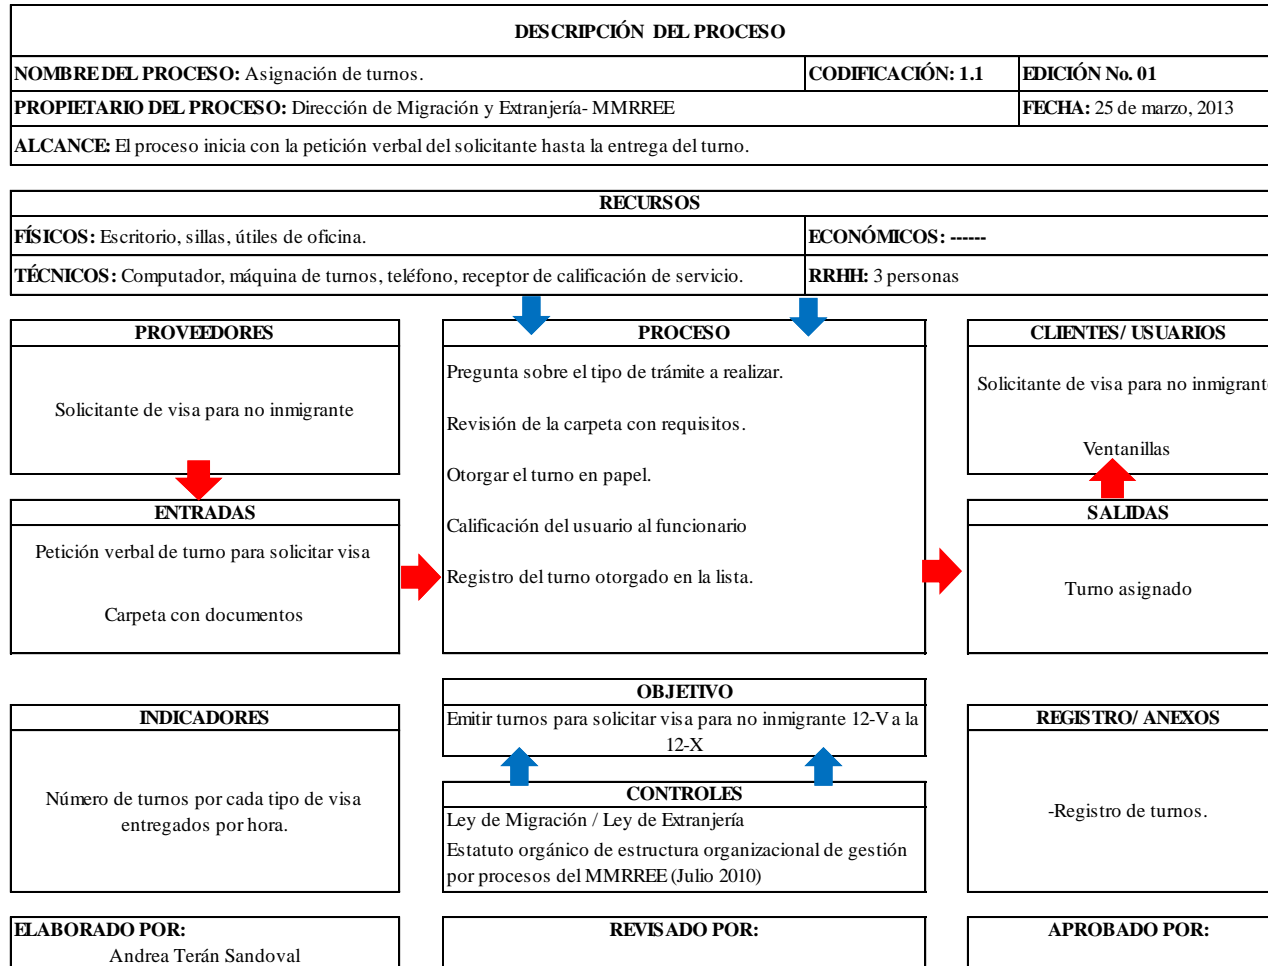 DESCRIPCIÓN DEL PROCESO
NOMBRE DEL PROCESO: Asignación de turnos.
CODIFICACIÓN: 1.1
EDICIÓN No. 01
PROPIETARIO DEL PROCESO: Dirección de Migración y Extranjería- MMRREE
FECHA: 25 de marzo, 2013
ALCANCE: El proceso inicia con la petición verbal del solicitante hasta la entrega del turno.
RECURSOS
FÍSICOS: Escritorio, sillas, útiles de oficina.
ECONÓMICOS: ------
TÉCNICOS: Computador, máquina de turnos, teléfono, receptor de calificación de servicio.
RRHH: 3 personas
PROVEEDORES
Solicitante de visa para no inmigrante
ENTRADAS
Petición verbal de turno para solicitar visa
Carpeta con documentos
PROCESO
Pregunta sobre el tipo de trámite a realizar.
Revisión de la carpeta con requisitos.
Otorgar el turno en papel.
Calificación del usuario al funcionario
Registro del turno otorgado en la lista.
CLIENTES/ USUARIOS
Solicitante de visa para no inmigrante
Ventanillas
SALIDAS
Turno asignado
INDICADORES
Número de turnos por cada tipo de visa
entregados por hora.
OBJETIVO
Emitir turnos para solicitar visa para no inmigrante 12-V a la
12-X
CONTROLES
Ley de Migración / Ley de Extranjería
Estatuto orgánico de estructura organizacional de gestión
por procesos del MMRREE (Julio 2010)
REGISTRO/ ANEXOS
-Registro de turnos.
ELABORADO POR:
Andrea Terán Sandoval
REVISADO POR:
APROBADO POR: